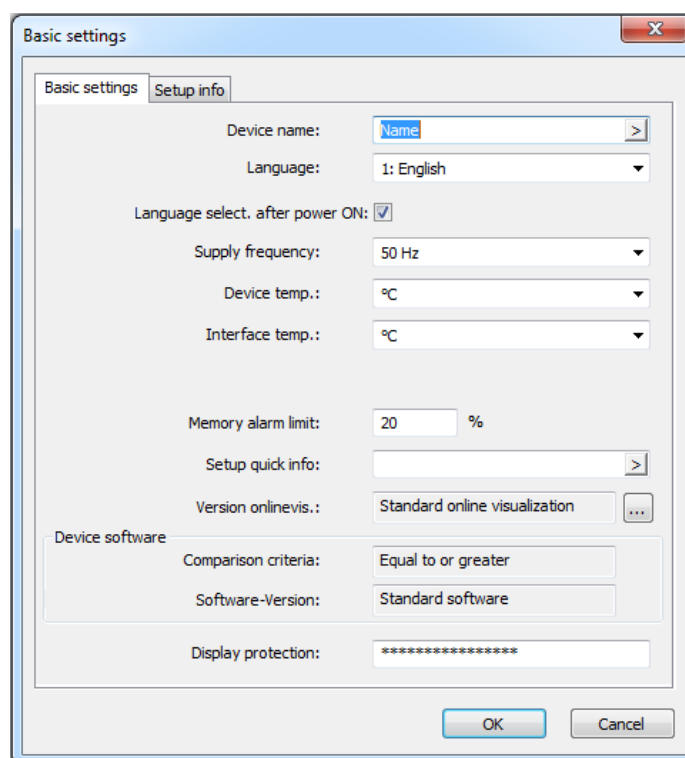 Basic settings
Basic settings Setup info
Device name: Name >
Language: 1: English
Language select. after power ON:
Supply frequency: 50 Hz
Device temp.: °C
Interface temp.: °C
Memory alarm limit: 20 %
Setup quick info: >
Version onlinevis.: Standard online visualization ...
Device software
Comparison criteria: Equal to or greater
Software-Version: Standard software
Display protection: ****************
OK Cancel